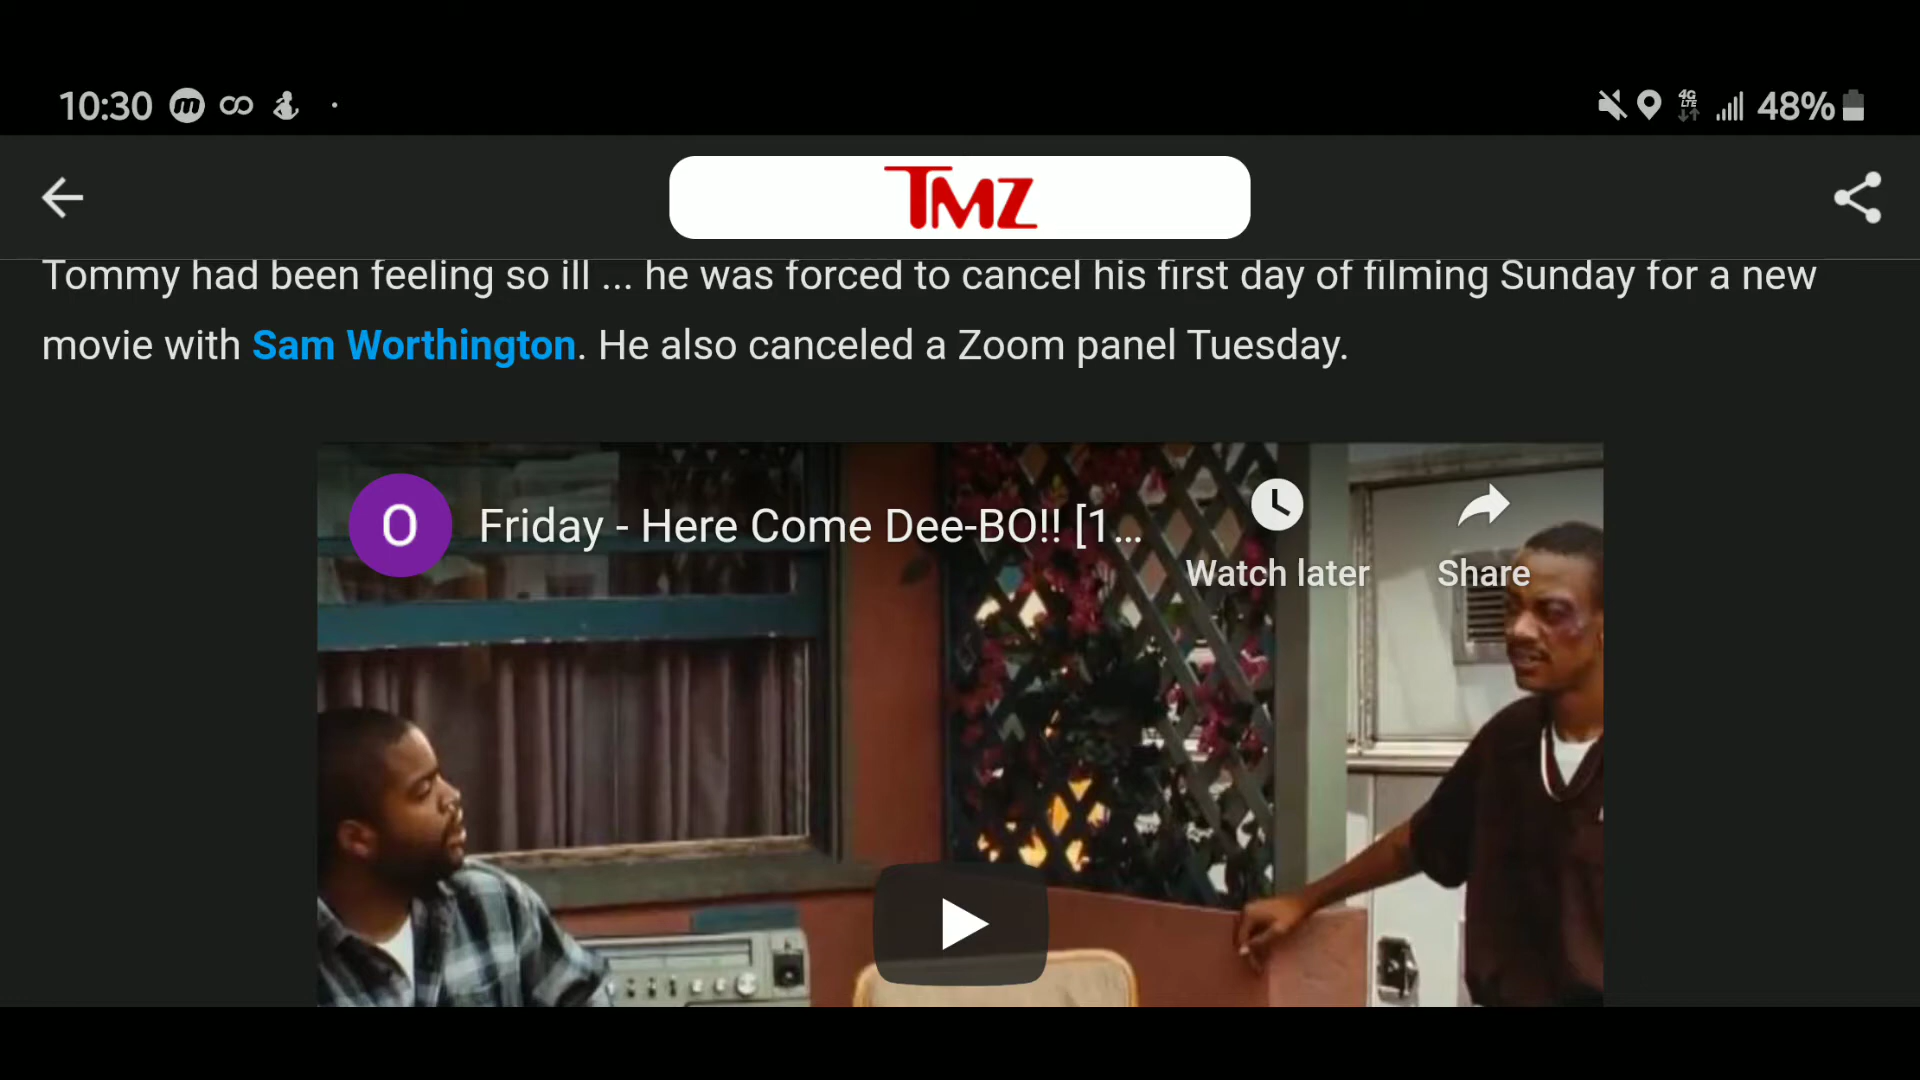 10:30
4G LTE 48%
TMZ
Tommy had been feeling so ill ... he was forced to cancel his first day of filming Sunday for a new
movie with Sam Worthington. He also canceled a Zoom panel Tuesday.
O Friday - Here Come Dee-BO!! [1...
Watch later Share